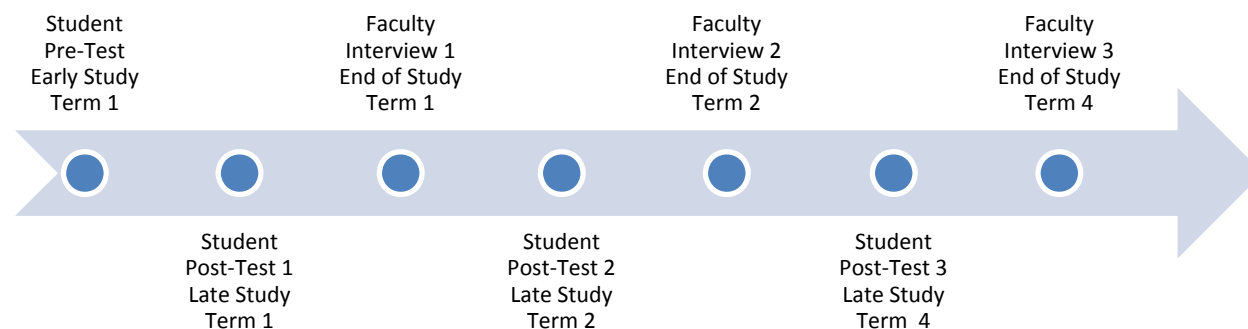 Student
Pre-Test
Early Study
Term 1
Faculty
Interview 1
End of Study
Term 1
Faculty
Interview 2
End of Study
Term 2
Faculty
Interview 3
End of Study
Term 4
Student
Post-Test 1
Late Study
Term 1
Student
Post-Test 2
Late Study
Term 2
Student
Post-Test 3
Late Study
Term  4